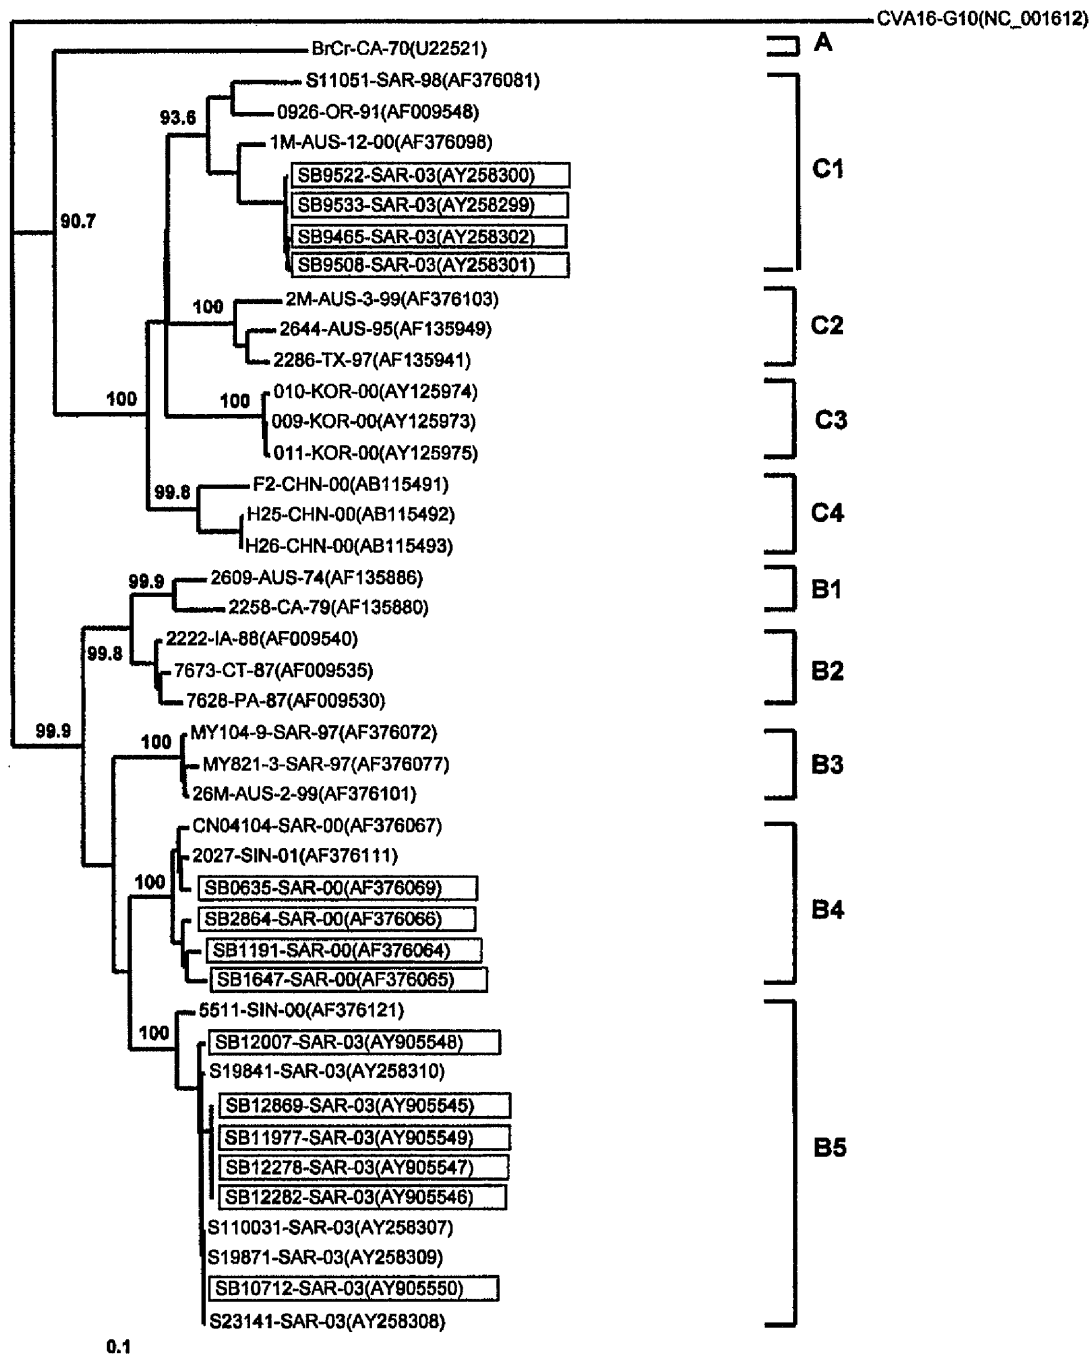 CVA16-G10(NC_001612)
BrCr-CA-70(U22521)
A
S11051-SAR-98(AF376081)
93.6
0926-OR-91(AF009548)
1M-AUS-12-00(AF376098)
C1
SB9522-SAR-03(AY258300)
SB9533-SAR-03(AY258299)
90.7
SB9465-SAR-03(AY258302)
SB9508-SAR-03(AY258301)
100
2M-AUS-3-99(AF376103)
2644-AUS-95(AF135949)
C2
2286-TX-97(AF135941)
100
100
010-KOR-00(AY125974)
009-KOR-00(AY125973)
C3
011-KOR-00(AY125975)
99.8
F2-CHN-00(AB115491)
H25-CHN-00(AB115492)
C4
H26-CHN-00(AB115493)
99.9
2609-AUS-74(AF135886)
B1
2258-CA-79(AF135880)
99.8
2222-IA-88(AF009540)
7673-CT-87(AF009535)
B2
7628-PA-87(AF009530)
99.9
100
MY104-9-SAR-97(AF376072)
MY821-3-SAR-97(AF376077)
B3
26M-AUS-2-99(AF376101)
CN04104-SAR-00(AF376067)
2027-SIN-01(AF376111)
100
SB0635-SAR-00(AF376069)
B4
SB2864-SAR-00(AF376066)
SB1191-SAR-00(AF376064)
SB1647-SAR-00(AF376065)
5511-SIN-00(AF376121)
100
SB12007-SAR-03(AY905548)
S19841-SAR-03(AY258310)
SB12869-SAR-03(AY905545)
SB11977-SAR-03(AY905549)
B5
SB12278-SAR-03(AY905547)
SB12282-SAR-03(AY905546)
S110031-SAR-03(AY258307)
S19871-SAR-03(AY258309)
SB10712-SAR-03(AY905550)
S23141-SAR-03(AY258308)
0.1